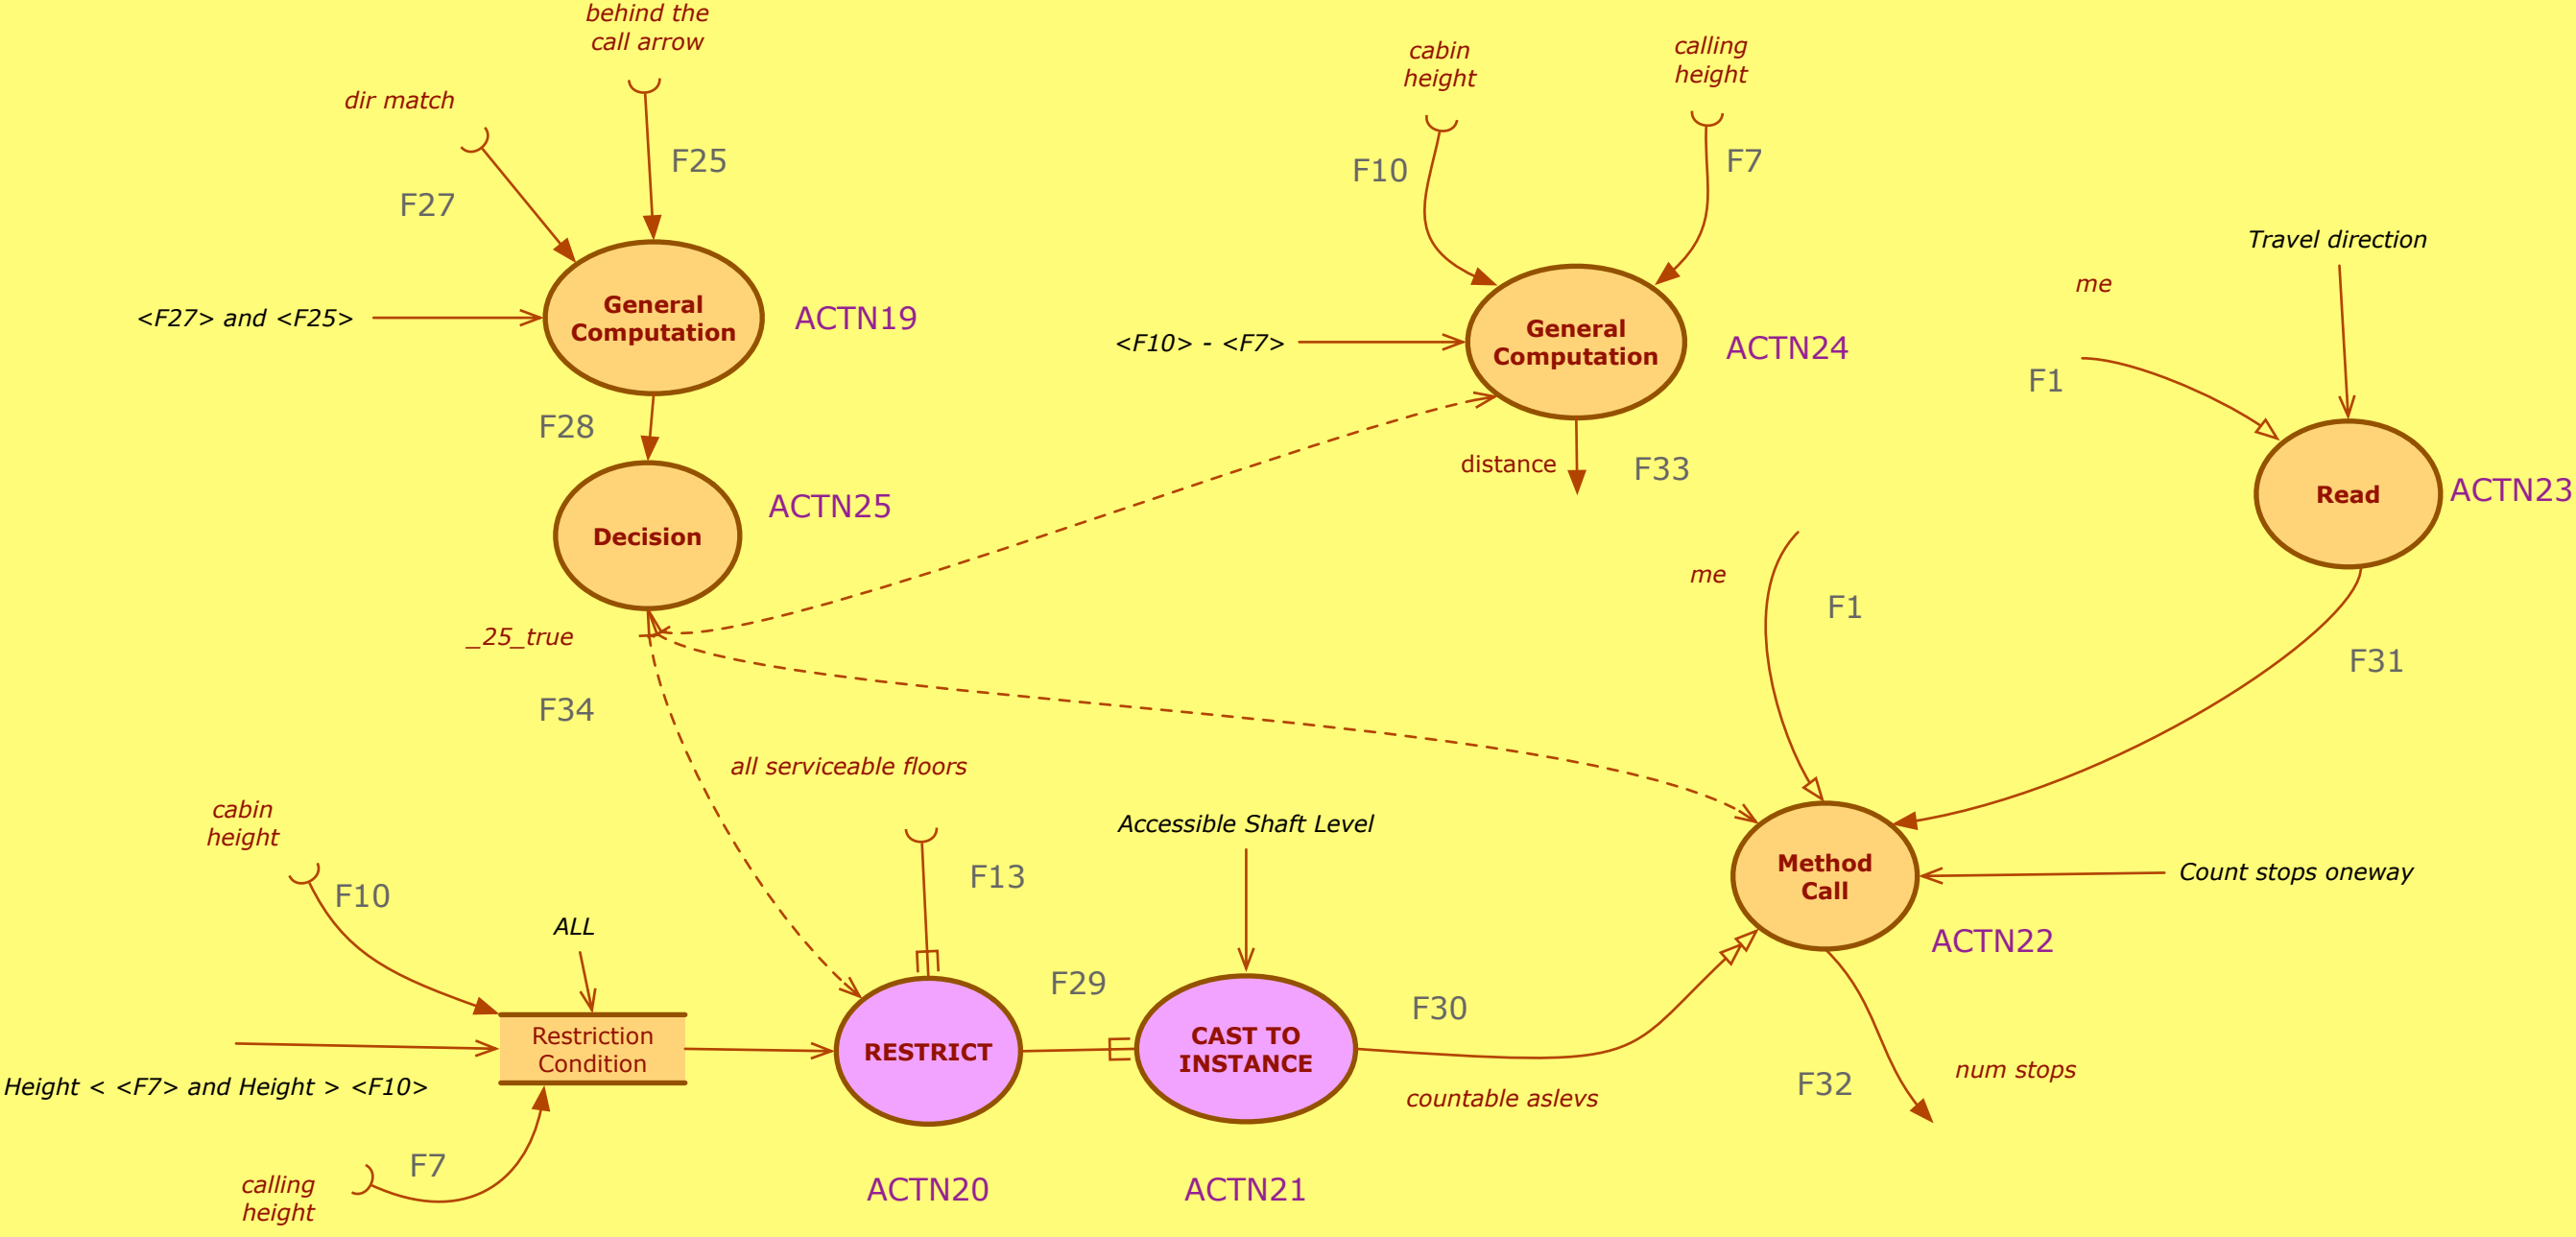 behind the
call arrow
dir match
F25
F27
General
Computation
<F27> and <F25>
ACTN19
F28
Decision
ACTN25
_25_true
F34
cabin
height
calling
height
F10
F7
General
Computation
<F10> - <F7>
ACTN24
distance
F33
Travel direction
me
F1
Read
ACTN23
me
F1
F31
all serviceable floors
cabin
height
F10
ALL
F13
Accessible Shaft Level
Method
Call
Count stops oneway
ACTN22
Restriction
Condition
Height < <F7> and Height > <F10>
RESTRICT
F29
CAST TO
INSTANCE
F30
countable aslevs
F32
num stops
calling
height
F7
ACTN20
ACTN21